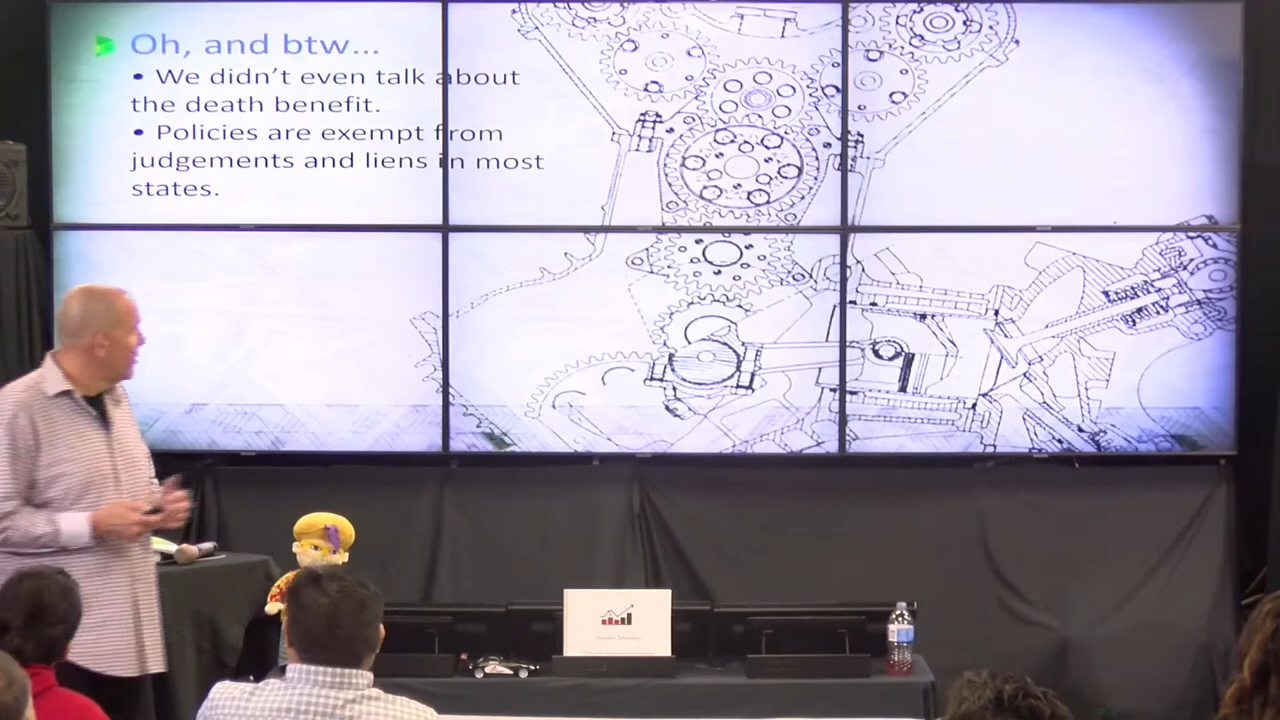 Oh, and btw...
• We didn't even talk about
the death benefit.
• Policies are exempt from
judgements and liens in most
states.